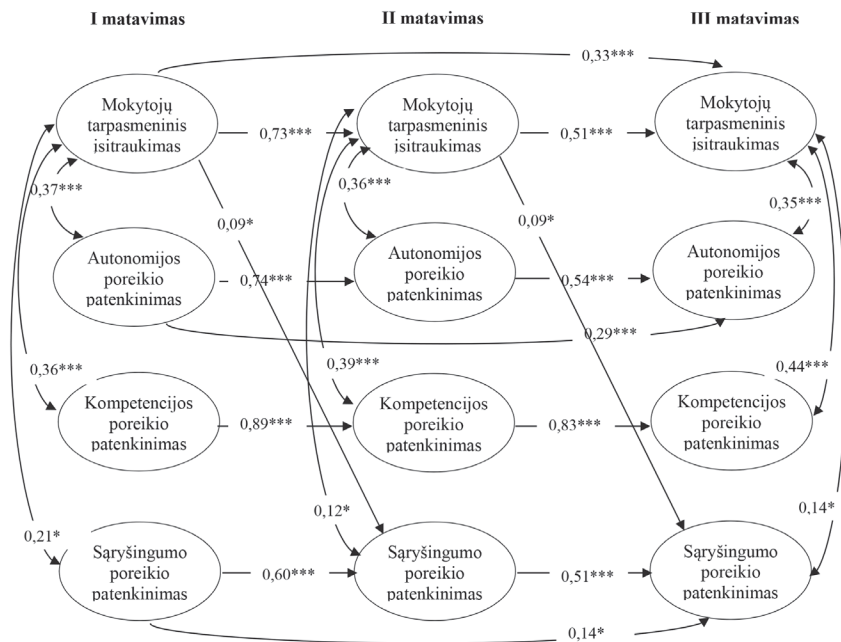 I matavimas
II matavimas
III matavimas
0,33***
Mokytojų
tarpasmeninis
įsitraukimas
0,73***
Mokytojų
tarpasmeninis
įsitraukimas
0,51***
Mokytojų
tarpasmeninis
įsitraukimas
0,37***
0,36***
0,35***
0,09*
0,09*
Autonomijos
poreikio
patenkinimas
0,74***
Autonomijos
poreikio
patenkinimas
0,54***
Autonomijos
poreikio
patenkinimas
0,29***
0,36***
0,39***
0,44***
Kompetencijos
poreikio
patenkinimas
0,89***
Kompetencijos
poreikio
patenkinimas
0,83***
Kompetencijos
poreikio
patenkinimas
0,21*
0,12*
0,14*
Sąryšingumo
poreikio
patenkinimas
0,60***
Sąryšingumo
poreikio
patenkinimas
0,51***
Sąryšingumo
poreikio
patenkinimas
0,14*